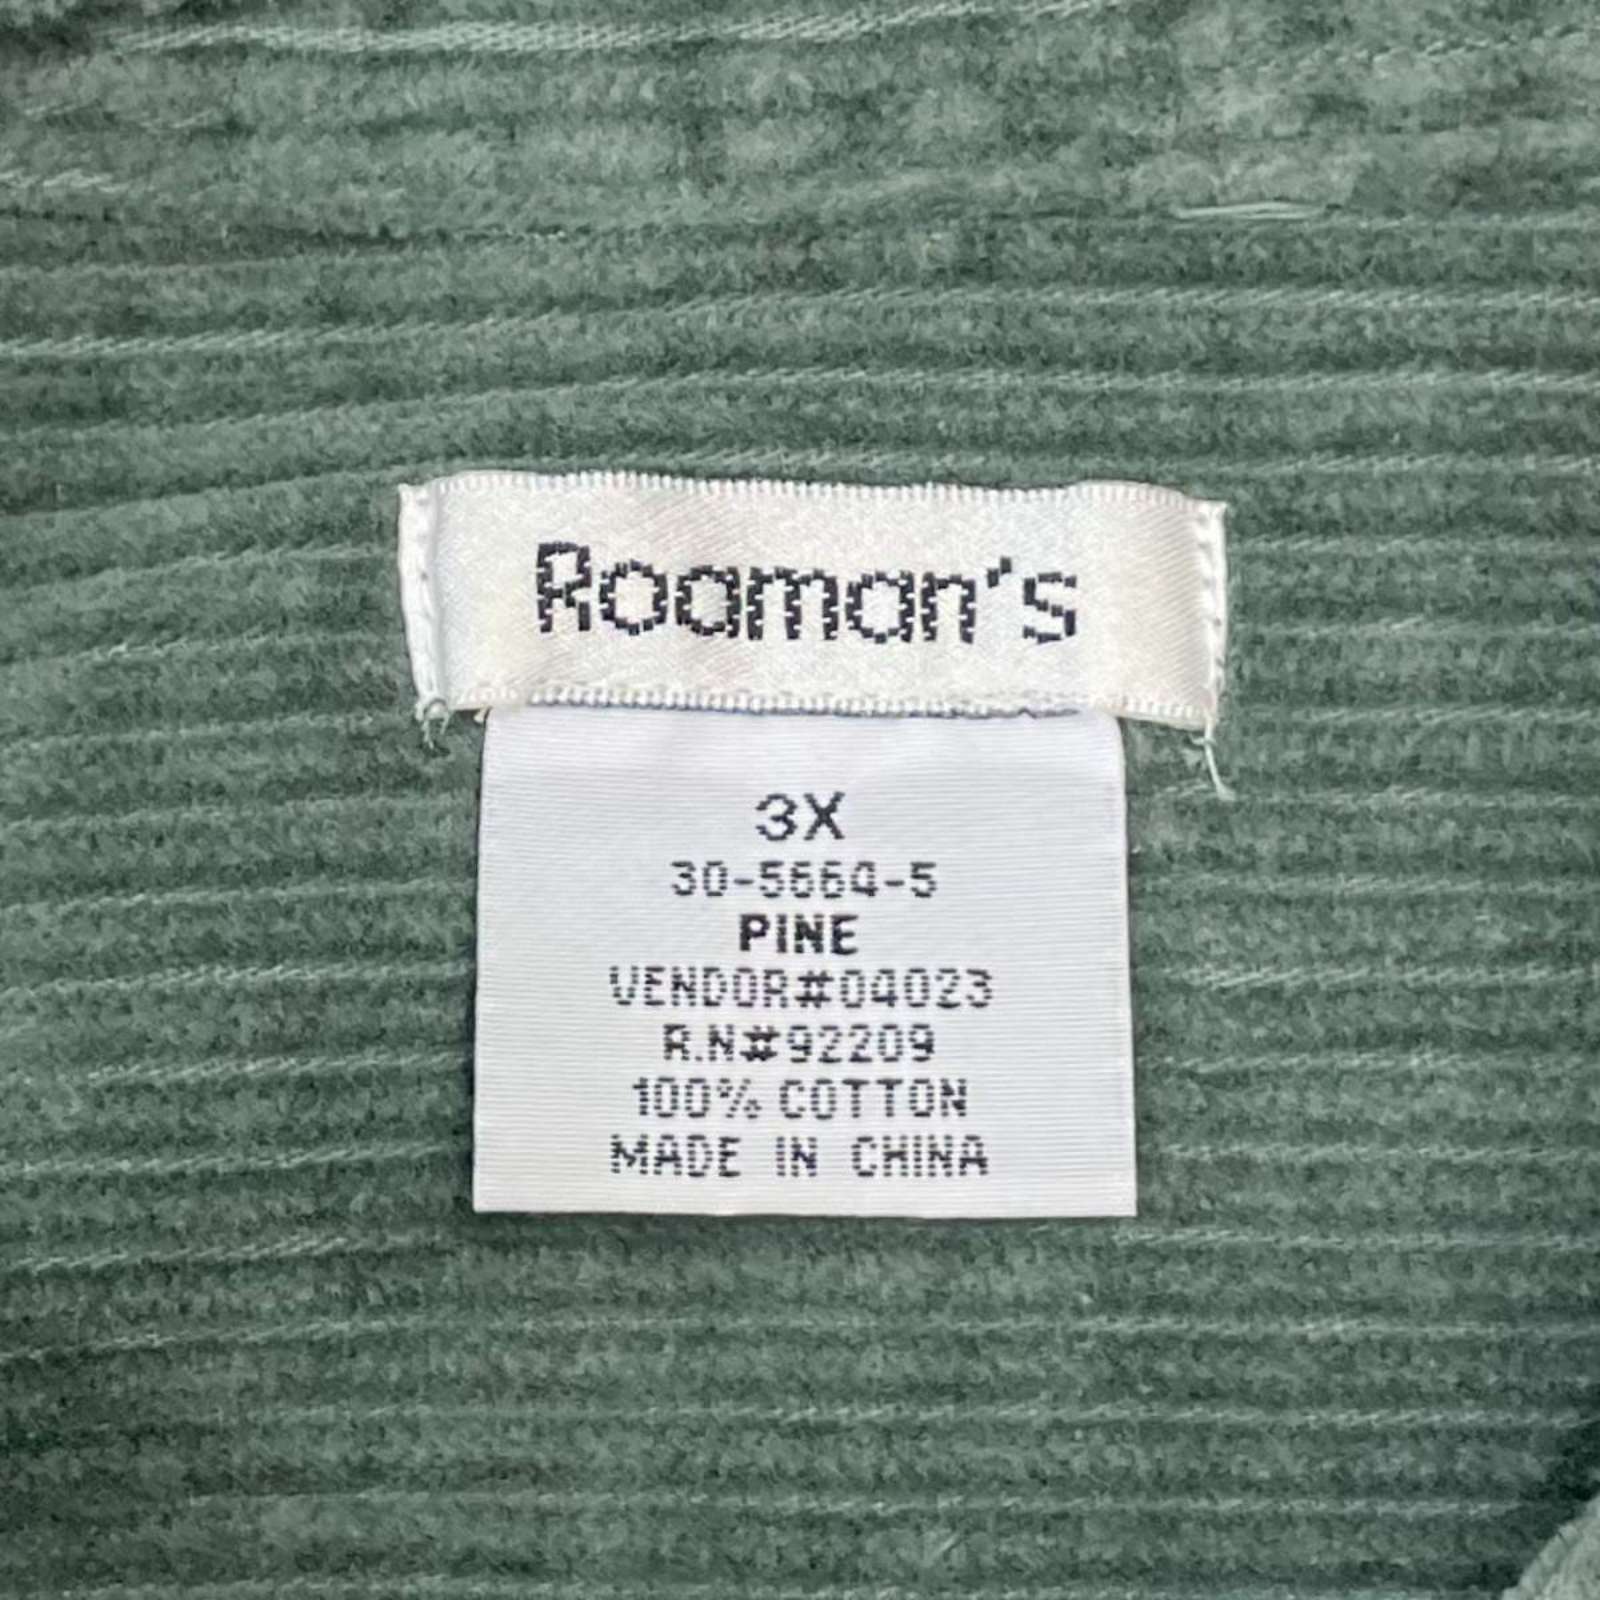 Roaman's
3X
30-5664-5
PINE
VENDOR#04023
R.N#92209
100% COTTON
MADE IN CHINA